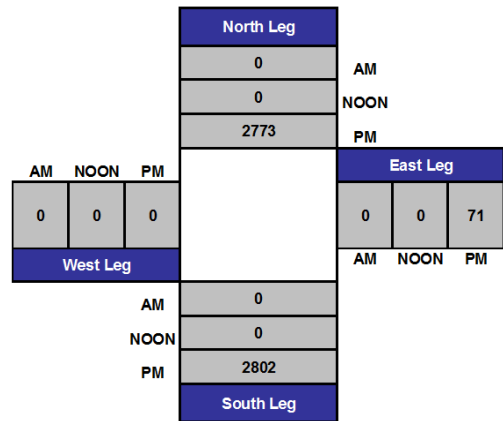 North Leg
0 AM
0 NOON
2773 PM
AM NOON PM
East Leg
0 0 0
0 0 71
West Leg
AM NOON PM
AM 0
NOON 0
PM 2802
South Leg